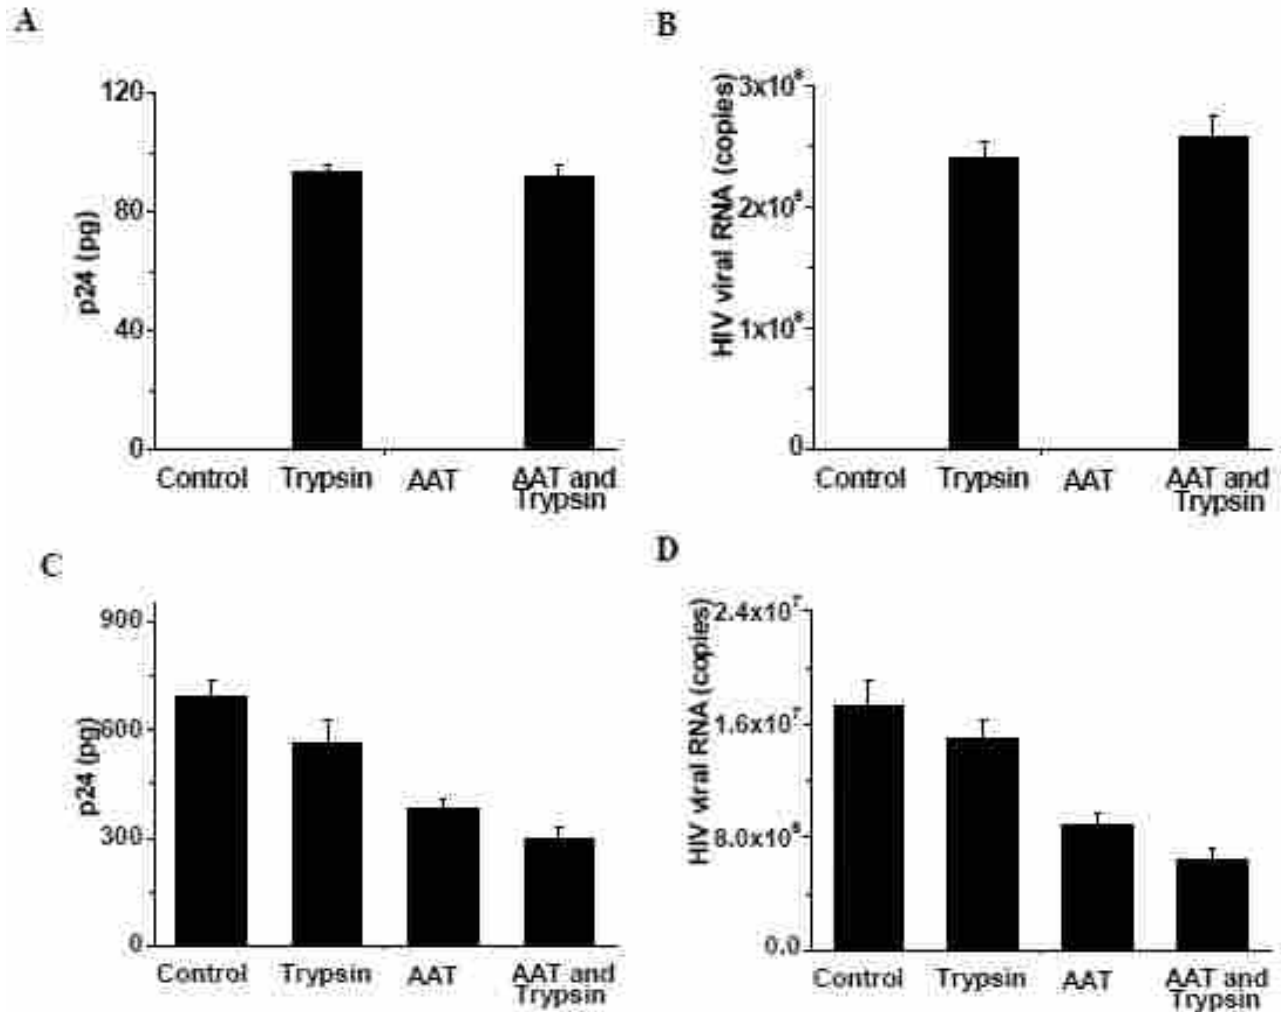 A
B
120
80
40
0
p24 (pg)
Control
Trypsin
AAT
AAT and
Trypsin
3x10⁸
2x10⁸
1x10⁸
0
HIV viral RNA (copies)
Control
Trypsin
AAT
AAT and
Trypsin
C
D
900
600
300
0
p24 (pg)
Control
Trypsin
AAT
AAT and
Trypsin
2.4x10⁷
1.6x10⁷
8.0x10⁶
0.0
HIV viral RNA (copies)
Control
Trypsin
AAT
AAT and
Trypsin